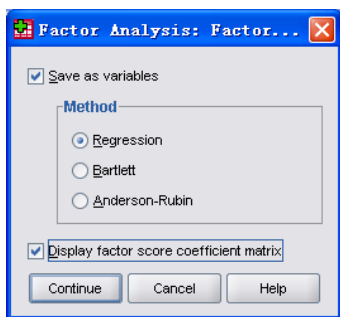 Factor Analysis: Factor...
Save as variables
Method
Regression
Bartlett
Anderson-Rubin
Display factor score coefficient matrix
Continue Cancel Help